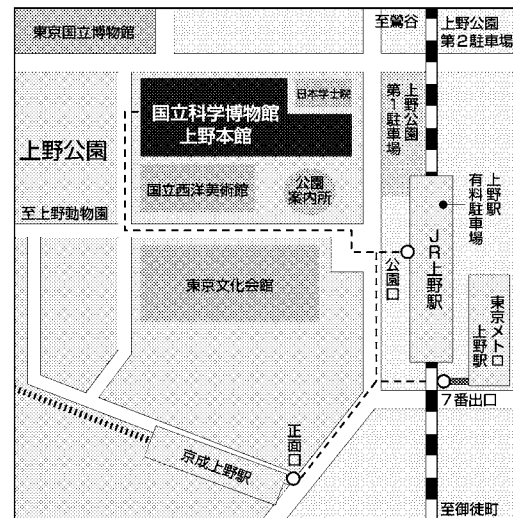 東京国立博物館
至鶯谷
上野公園
第2駐車場
国立科学博物館
上野本館
日本学士院
上野公園
第1駐車場
上野公園
国立西洋美術館
公園
案内所
上野駅
有料駐車場
至上野動物園
JR上野駅
公園口
東京文化会館
東京メトロ
上野駅
7番出口
正面口
京成上野駅
至御徒町